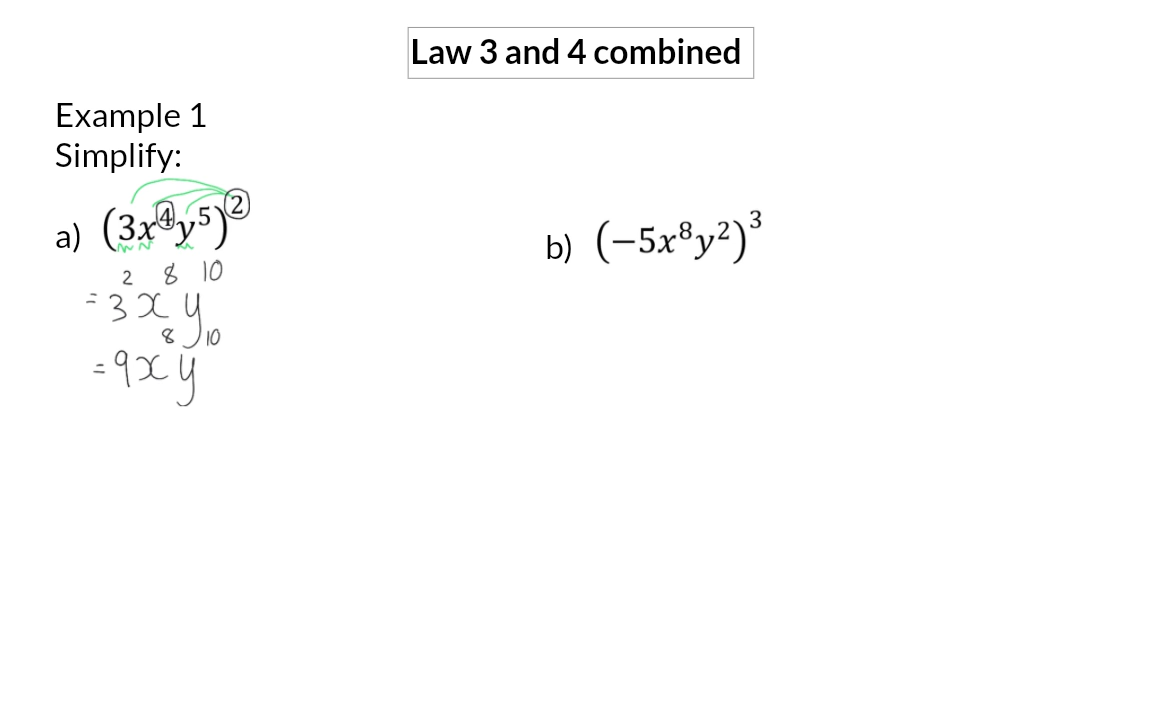 Law 3 and 4 combined
Example 1
Simplify:
a) (3x⁴y⁵)²
= 3²x⁸y¹⁰
= 9x⁸y¹⁰
b) (−5x⁸y²)³